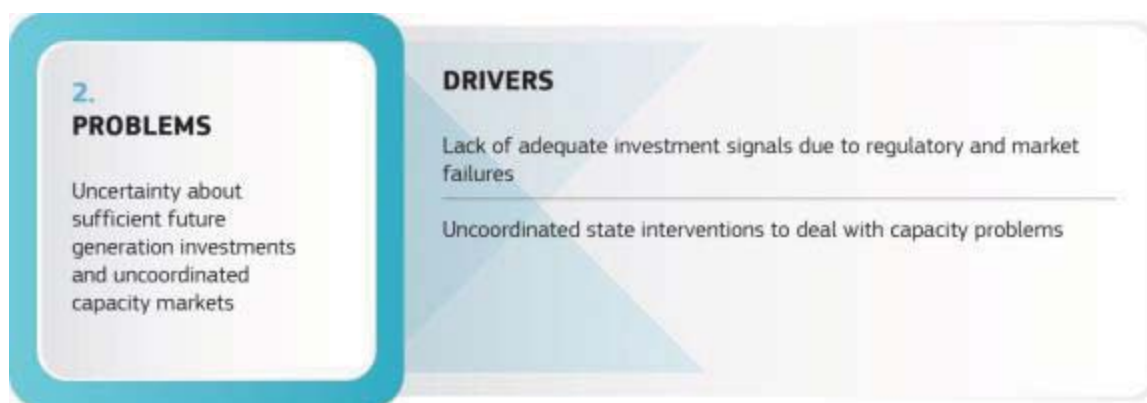 2.
PROBLEMS
Uncertainty about
sufficient future
generation investments
and uncoordinated
capacity markets
DRIVERS
Lack of adequate investment signals due to regulatory and market
failures
Uncoordinated state interventions to deal with capacity problems